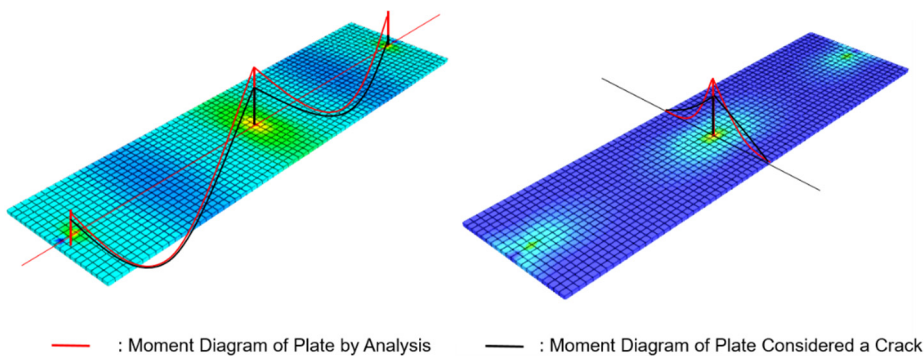 : Moment Diagram of Plate by Analysis
: Moment Diagram of Plate Considered a Crack